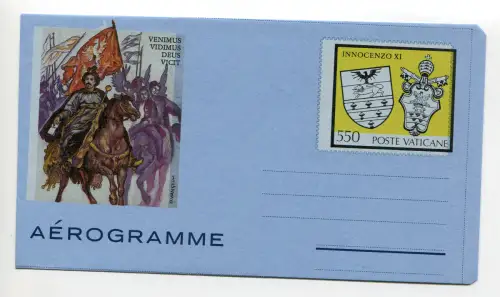 VENIMUS
VIDIMUS
DEUS
VICIT
INNOCENZO XI
550 POSTE VATICANE
AÉROGRAMME